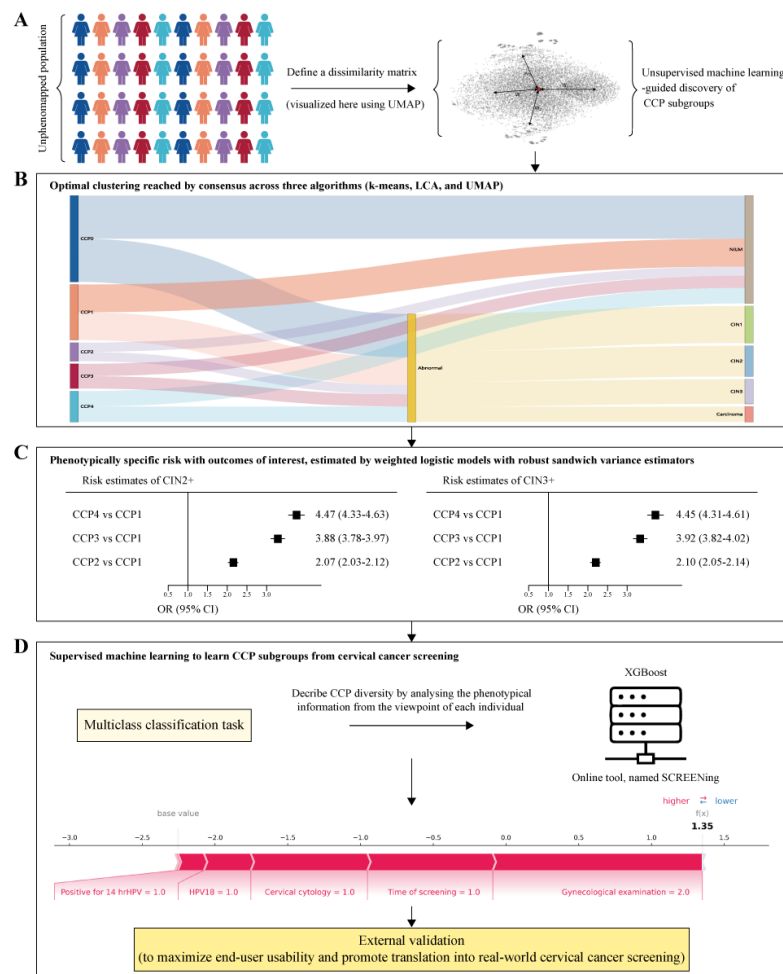 A
Unphenomapped population
Define a dissimilarity matrix
(visualized here using UMAP)
Unsupervised machine learning
-guided discovery of
CCP subgroups
B
Optimal clustering reached by consensus across three algorithms (k-means, LCA, and UMAP)
CCP0
CCP1
CCP2
CCP3
CCP4
Abnormal
NILM
CIN1
CIN2
CIN3
Carcinoma
C
Phenotypically specific risk with outcomes of interest, estimated by weighted logistic models with robust sandwich variance estimators
Risk estimates of CIN2+
CCP4 vs CCP1 4.47 (4.33-4.63)
CCP3 vs CCP1 3.88 (3.78-3.97)
CCP2 vs CCP1 2.07 (2.03-2.12)
0.5 1.0 1.5 2.0 2.5 3.0
OR (95% CI)
Risk estimates of CIN3+
CCP4 vs CCP1 4.45 (4.31-4.61)
CCP3 vs CCP1 3.92 (3.82-4.02)
CCP2 vs CCP1 2.10 (2.05-2.14)
0.5 1.0 1.5 2.0 2.5 3.0
OR (95% CI)
D
Supervised machine learning to learn CCP subgroups from cervical cancer screening
Multiclass classification task
Decribe CCP diversity by analysing the phenotypical
information from the viewpoint of each individual
XGBoost
Online tool, named SCREENing
higher ⇄ lower
base value
f(x)
1.35
−3.0 −2.5 −2.0 −1.5 −1.0 −0.5 0.0 0.5 1.0 1.5
Positive for 14 hrHPV = 1.0
HPV18 = 1.0
Cervical cytology = 1.0
Time of screening = 1.0
Gynecological examination = 2.0
External validation
(to maximize end-user usability and promote translation into real-world cervical cancer screening)